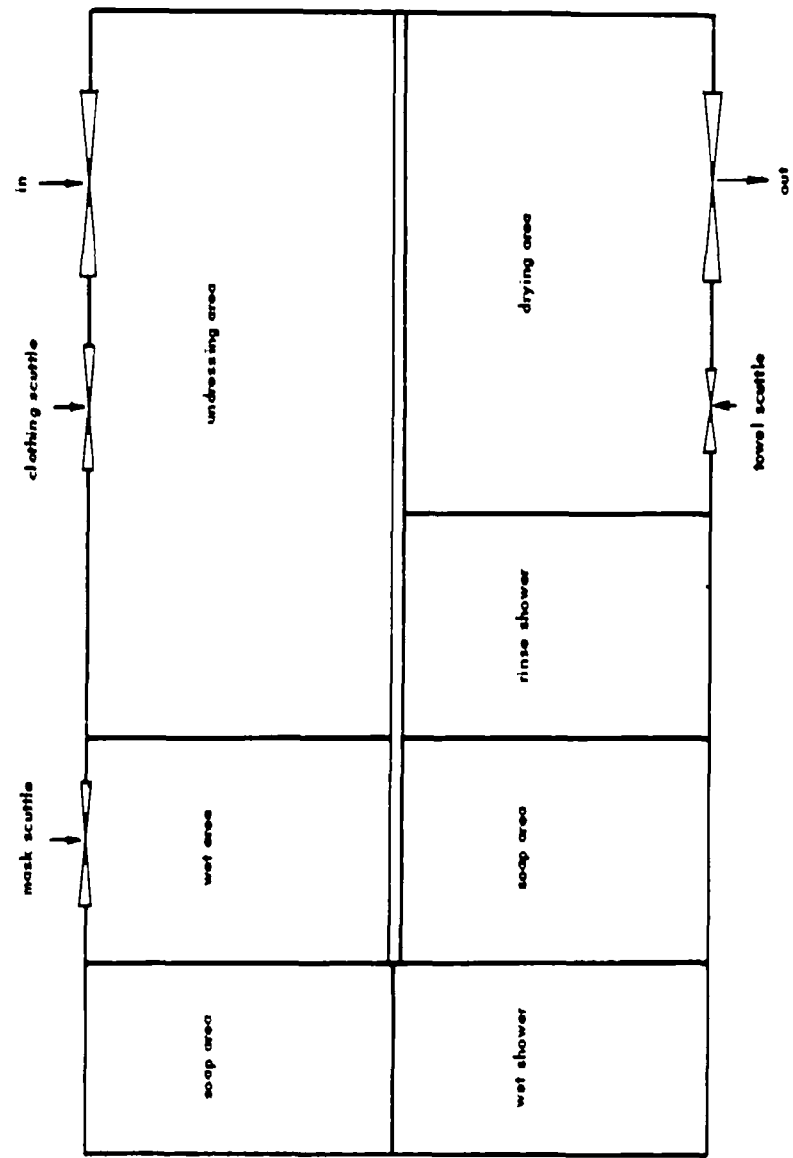 mask scuttle
clothing scuttle
in
soap area
wet area
undressing area
wet shower
soap area
rinse shower
drying area
towel scuttle
out